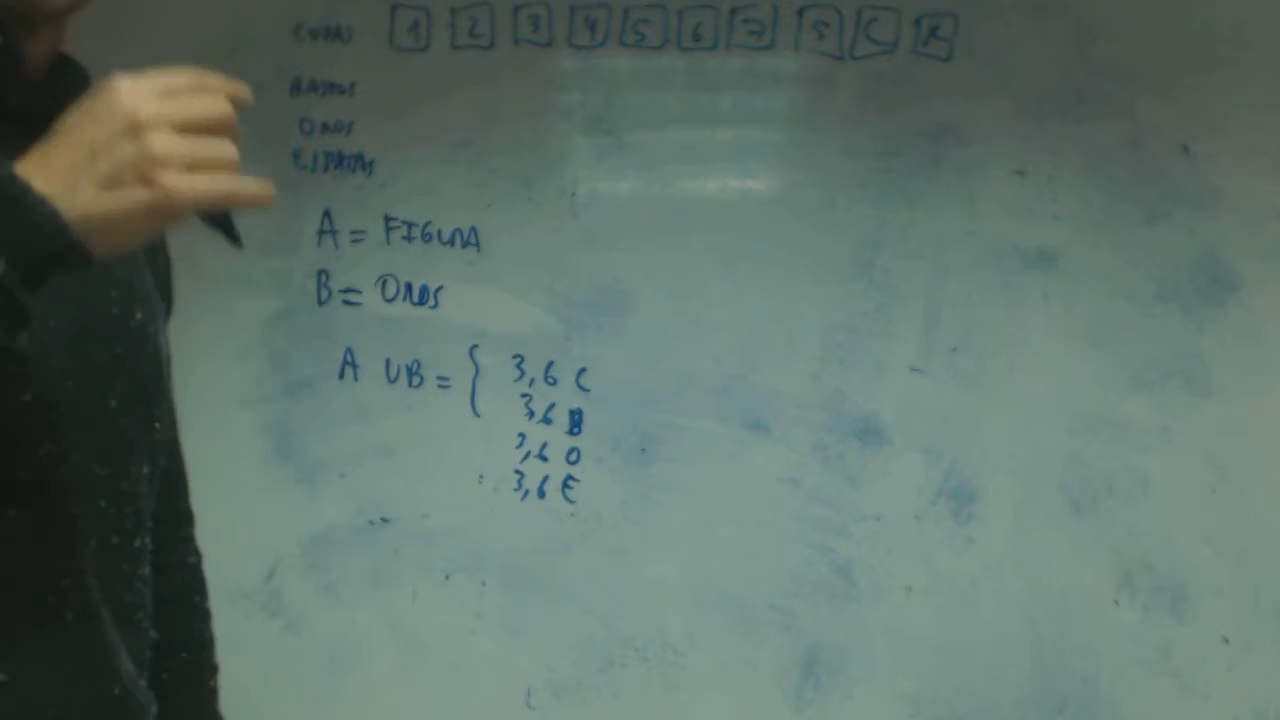 COPAS 1 2 3 4 5 6 7 S C R
BASTOS
OROS
ESPADAS
A = FIGURA
B = OROS
A UB = { 3,6 C
3,6 B
3,6 O
3,6 E